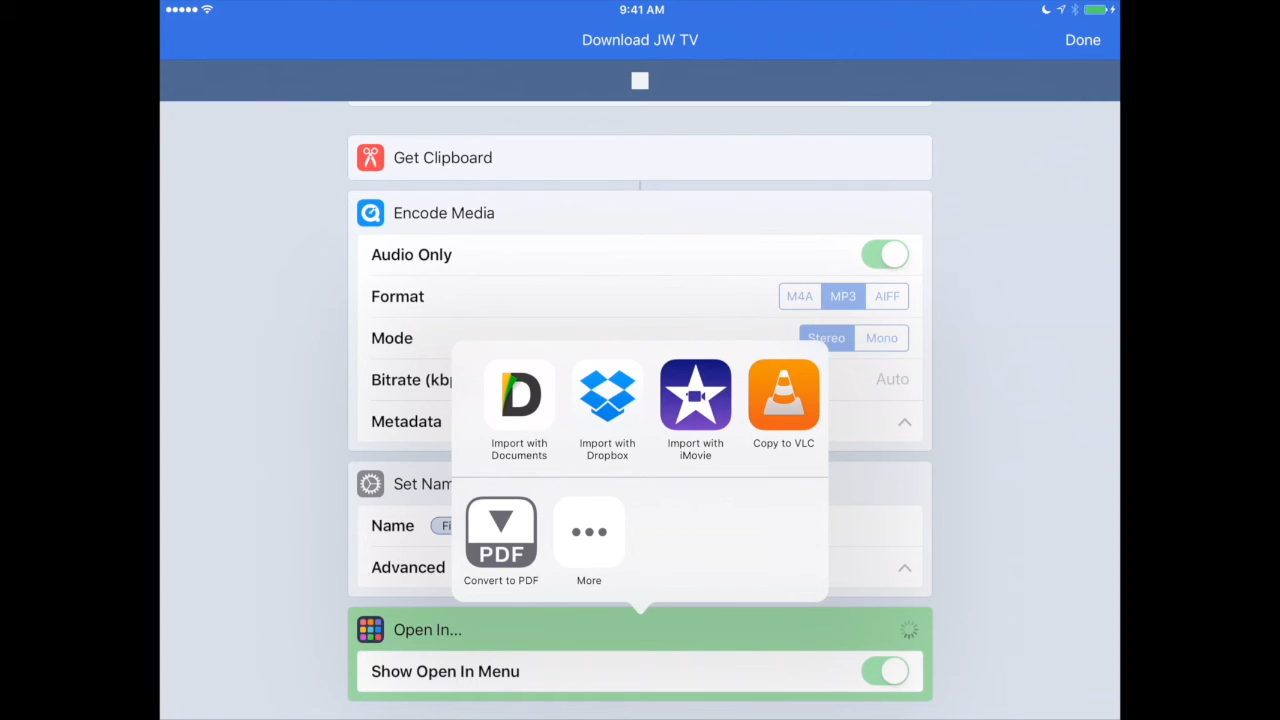 9:41 AM
Download JW TV
Done
Get Clipboard
Encode Media
Audio Only
Format
M4A
MP3
AIFF
Mode
Stereo
Mono
Bitrate (kbp
Auto
Metadata
Import with
Documents
Import with
Dropbox
Import with
iMovie
Copy to VLC
Set Nam
Name
Fi
PDF
Convert to PDF
More
Advanced
Open In...
Show Open In Menu